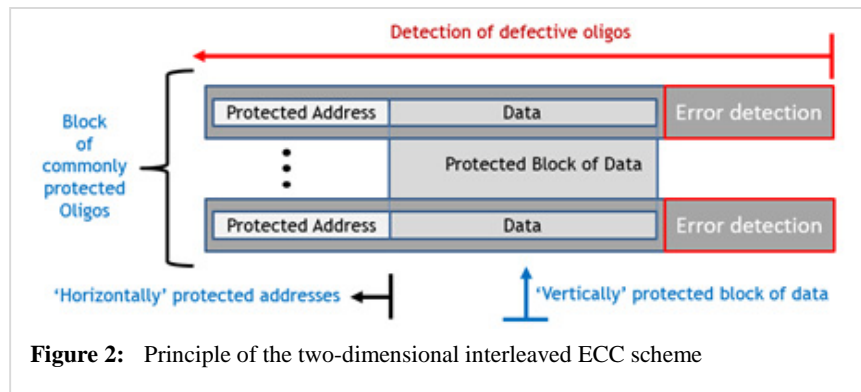 Detection of defective oligos
Block
of
commonly
protected
Oligos
Protected Address
Data
Error detection
Protected Block of Data
Protected Address
Data
Error detection
'Horizontally' protected addresses
'Vertically' protected block of data
Figure 2: Principle of the two-dimensional interleaved ECC scheme